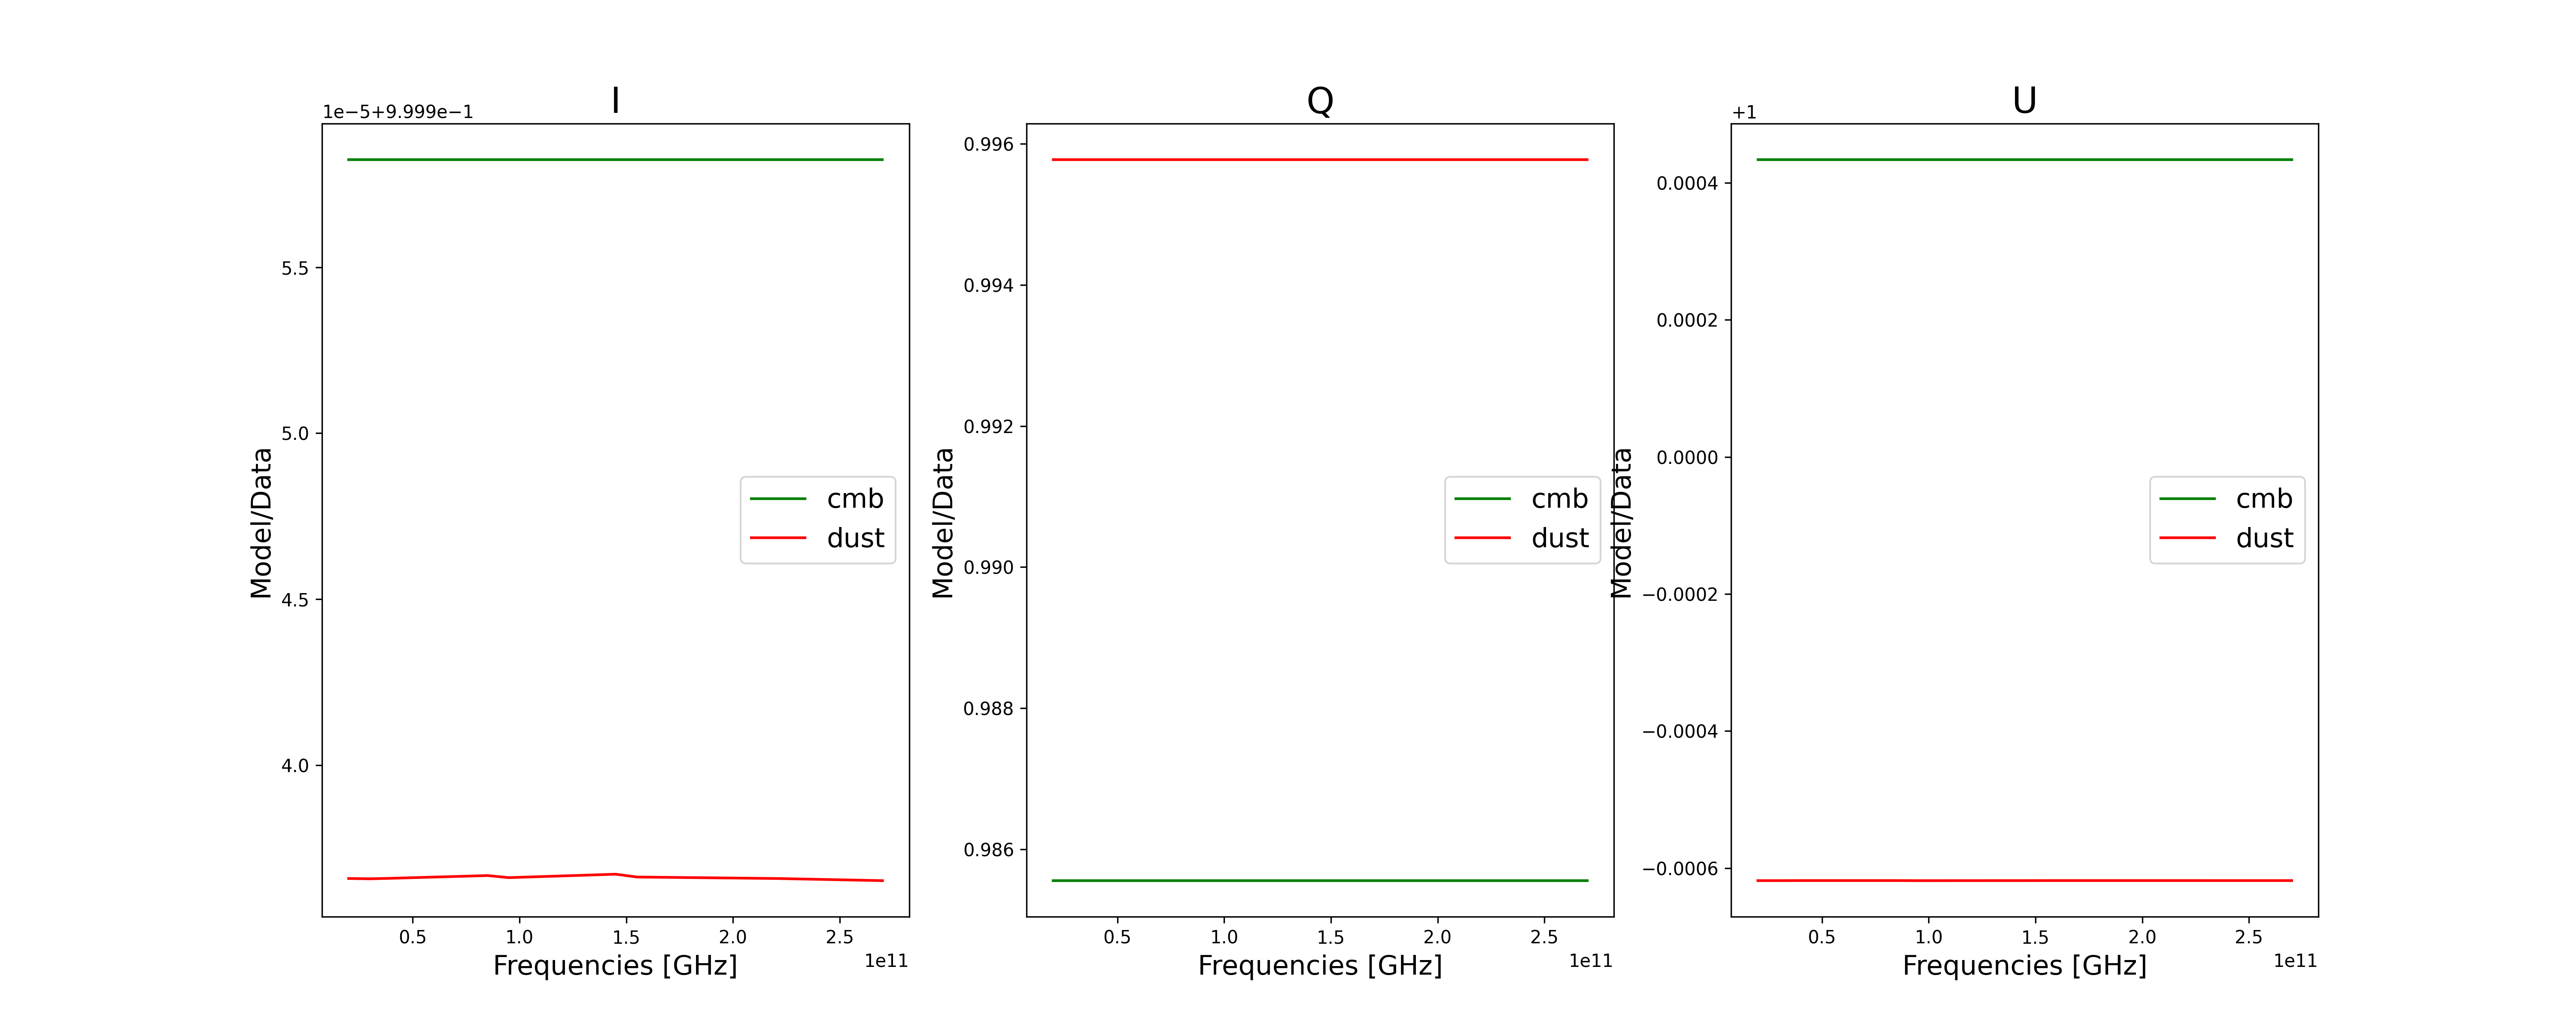 I
1e−5+9.999e−1
5.5
5.0
4.5
4.0
Model/Data
cmb
dust
0.5 1.0 1.5 2.0 2.5
1e11
Frequencies [GHz]
Q
0.996
0.994
0.992
0.990
0.988
0.986
Model/Data
cmb
dust
0.5 1.0 1.5 2.0 2.5
1e11
Frequencies [GHz]
U
+1
0.0004
0.0002
0.0000
−0.0002
−0.0004
−0.0006
Model/Data
cmb
dust
0.5 1.0 1.5 2.0 2.5
1e11
Frequencies [GHz]